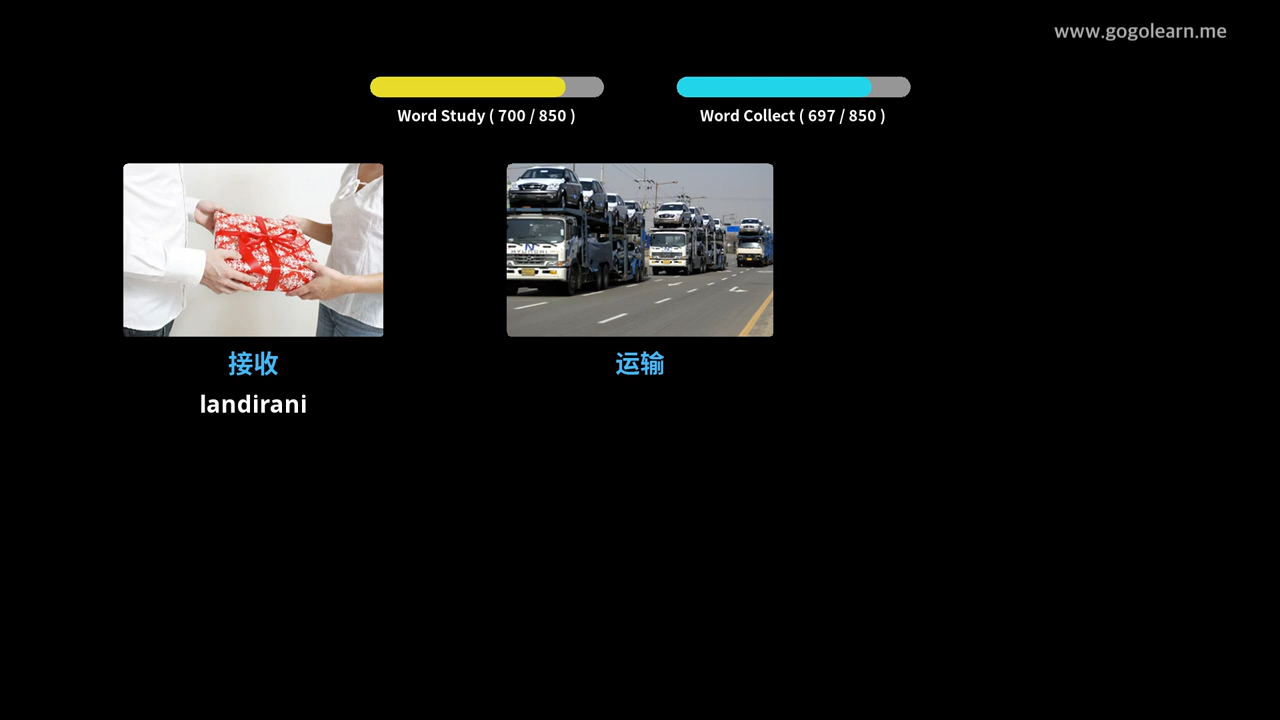 www.gogolearn.me
Word Study ( 700 / 850 )
Word Collect ( 697 / 850 )
接收
运输
landirani